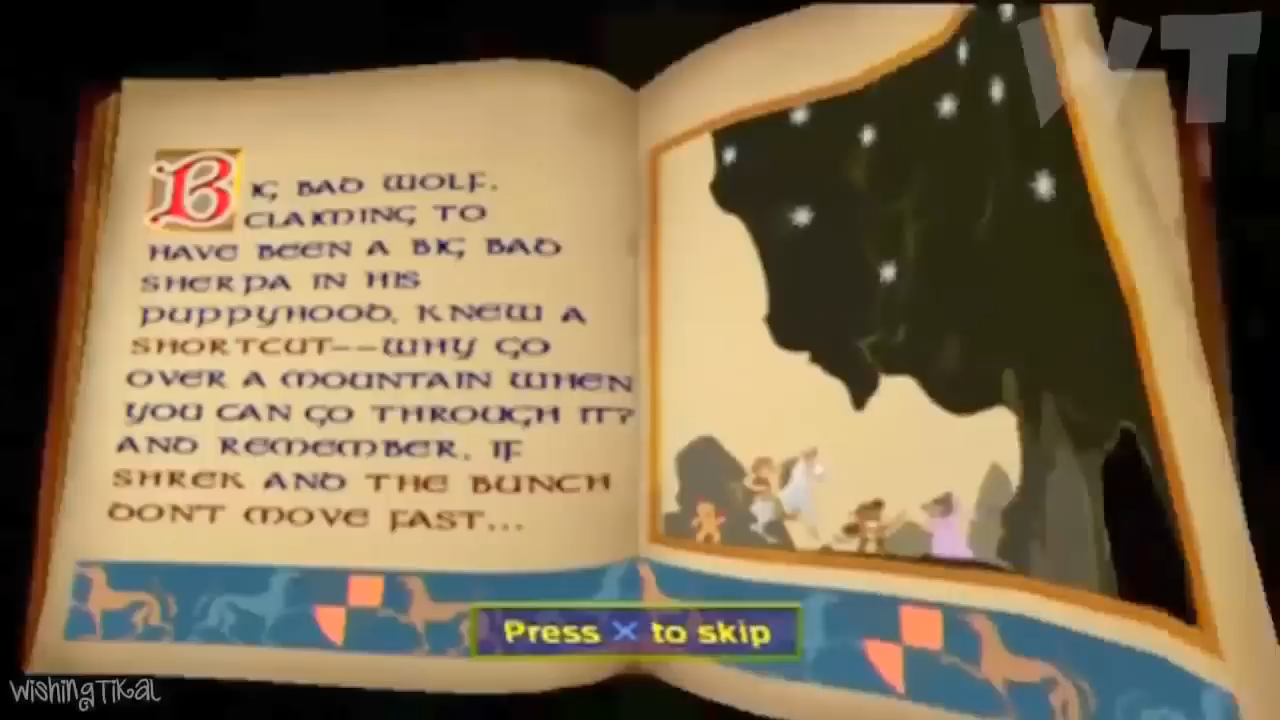 BIG BAD WOLF,
CLAIMING TO
HAVE BEEN A BIG BAD
SHERPA IN HIS
PUPPYHOOD, KNEW A
SHORTCUT--WHY GO
OVER A MOUNTAIN WHEN
YOU CAN GO THROUGH IT?
AND REMEMBER, IF
SHREK AND THE BUNCH
DON'T MOVE FAST...
Press X to skip
WishingTikal
WT